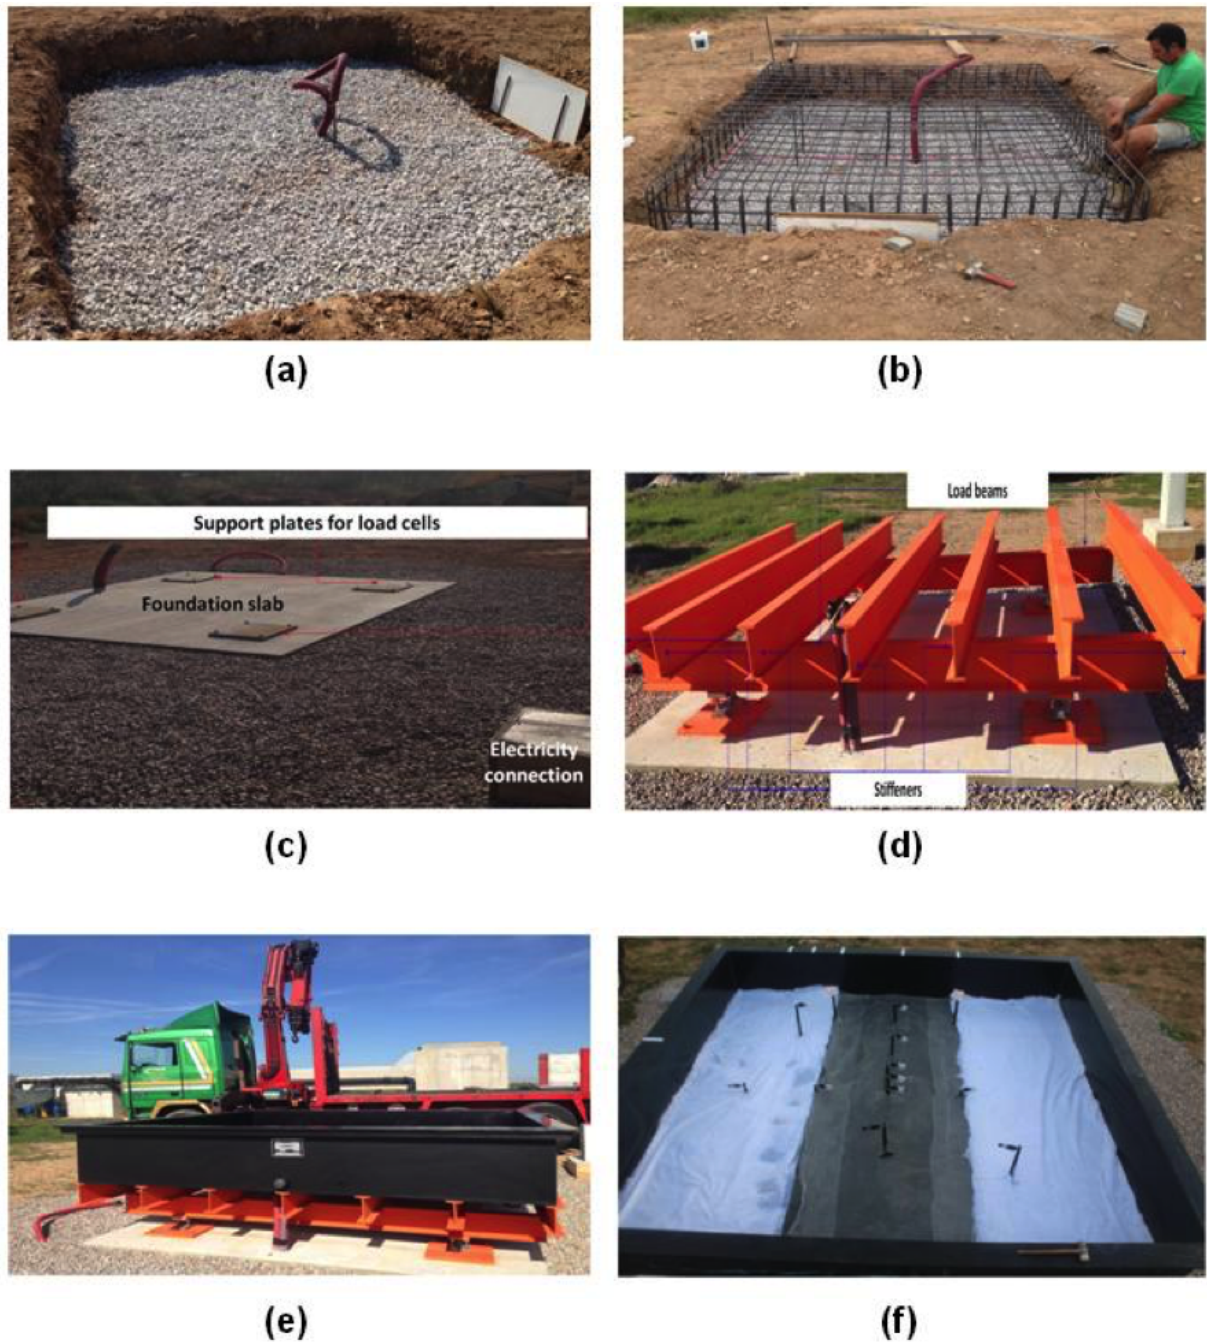 (a)
(b)
Support plates for load cells
Foundation slab
Electricity
connection
(c)
Load beams
Stiffeners
(d)
(e)
(f)